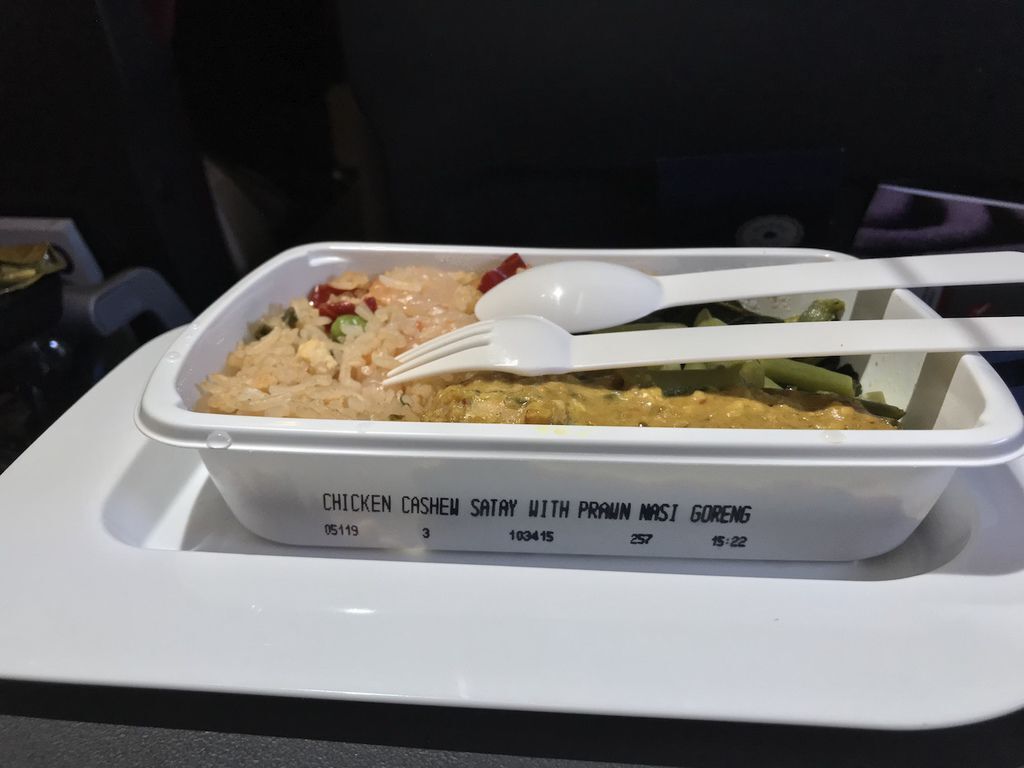 CHICKEN CASHEW SATAY WITH PRAWN NASI GORENG
05119 3 103415 257 15:22